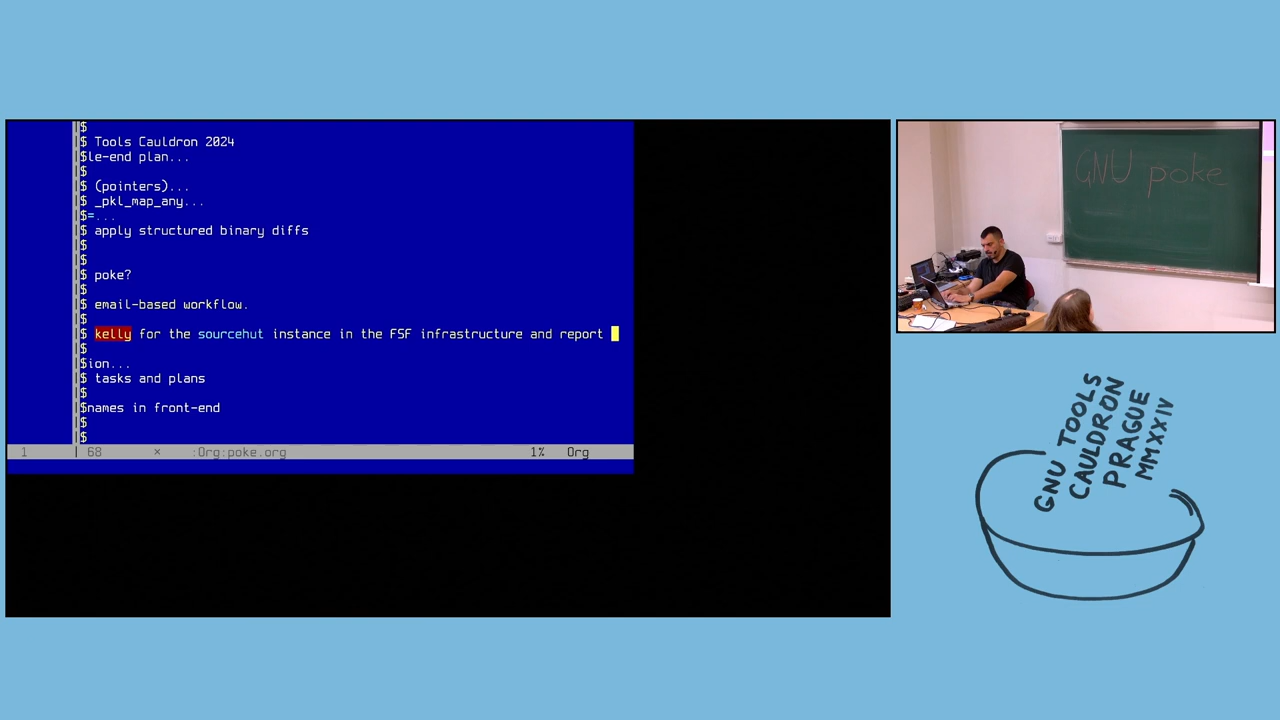 $
$ Tools Cauldron 2024
$le-end plan...
$
$ (pointers)...
$ _pkl_map_any...
$=...
$ apply structured binary diffs
$
$
$ poke?
$
$ email-based workflow.
$
$ kelly for the sourcehut instance in the FSF infrastructure and report
$
$ion...
$ tasks and plans
$
$names in front-end
$
$
1 | 68 × :Org:poke.org 1% Org
GNU poke
GNU TOOLS
CAULDRON
PRAGUE
MMXXIV